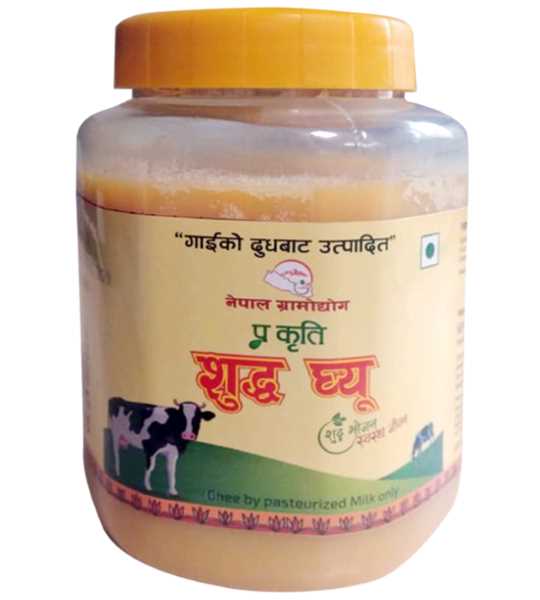 "गाईको दुधबाट उत्पादित"
नेपाल ग्रामोद्योग
प्रकृति
शुद्ध घ्यू
शुद्ध भोजन
स्वस्थ जीवन
Ghee by pasteurized Milk only